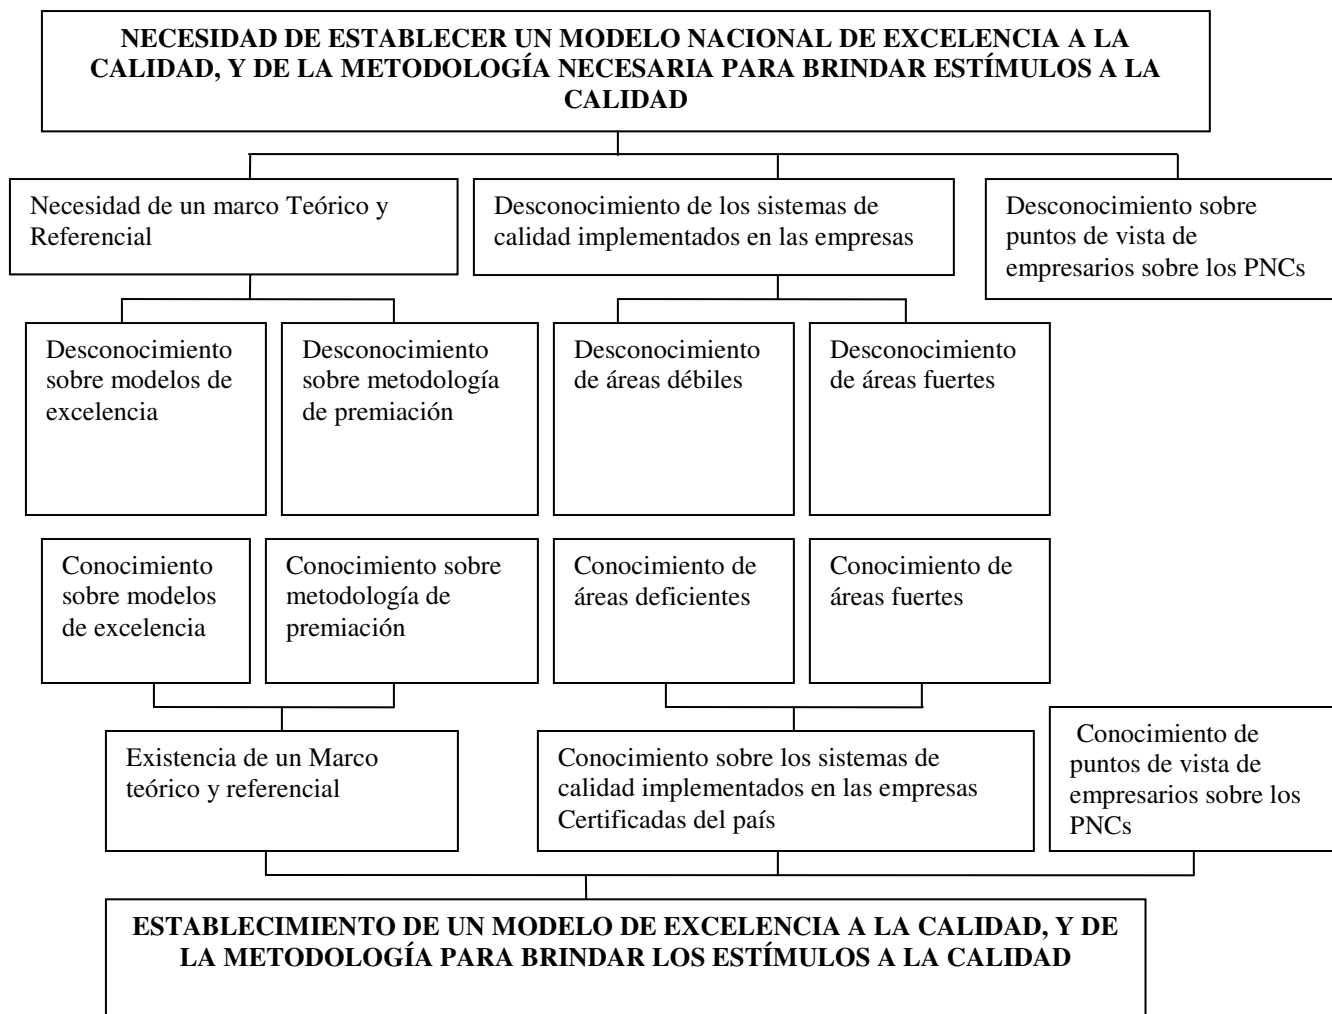 NECESIDAD DE ESTABLECER UN MODELO NACIONAL DE EXCELENCIA A LA
CALIDAD, Y DE LA METODOLOGÍA NECESARIA PARA BRINDAR ESTÍMULOS A LA
CALIDAD
Necesidad de un marco Teórico y
Referencial
Desconocimiento de los sistemas de
calidad implementados en las empresas
Desconocimiento sobre
puntos de vista de
empresarios sobre los PNCs
Desconocimiento
sobre modelos de
excelencia
Desconocimiento
sobre metodología
de premiación
Desconocimiento
de áreas débiles
Desconocimiento
de áreas fuertes
Conocimiento
sobre modelos
de excelencia
Conocimiento sobre
metodología de
premiación
Conocimiento de
áreas deficientes
Conocimiento de
áreas fuertes
Existencia de un Marco
teórico y referencial
Conocimiento sobre los sistemas de
calidad implementados en las empresas
Certificadas del país
Conocimiento de
puntos de vista de
empresarios sobre los
PNCs
ESTABLECIMIENTO DE UN MODELO DE EXCELENCIA A LA CALIDAD, Y DE
LA METODOLOGÍA PARA BRINDAR LOS ESTÍMULOS A LA CALIDAD